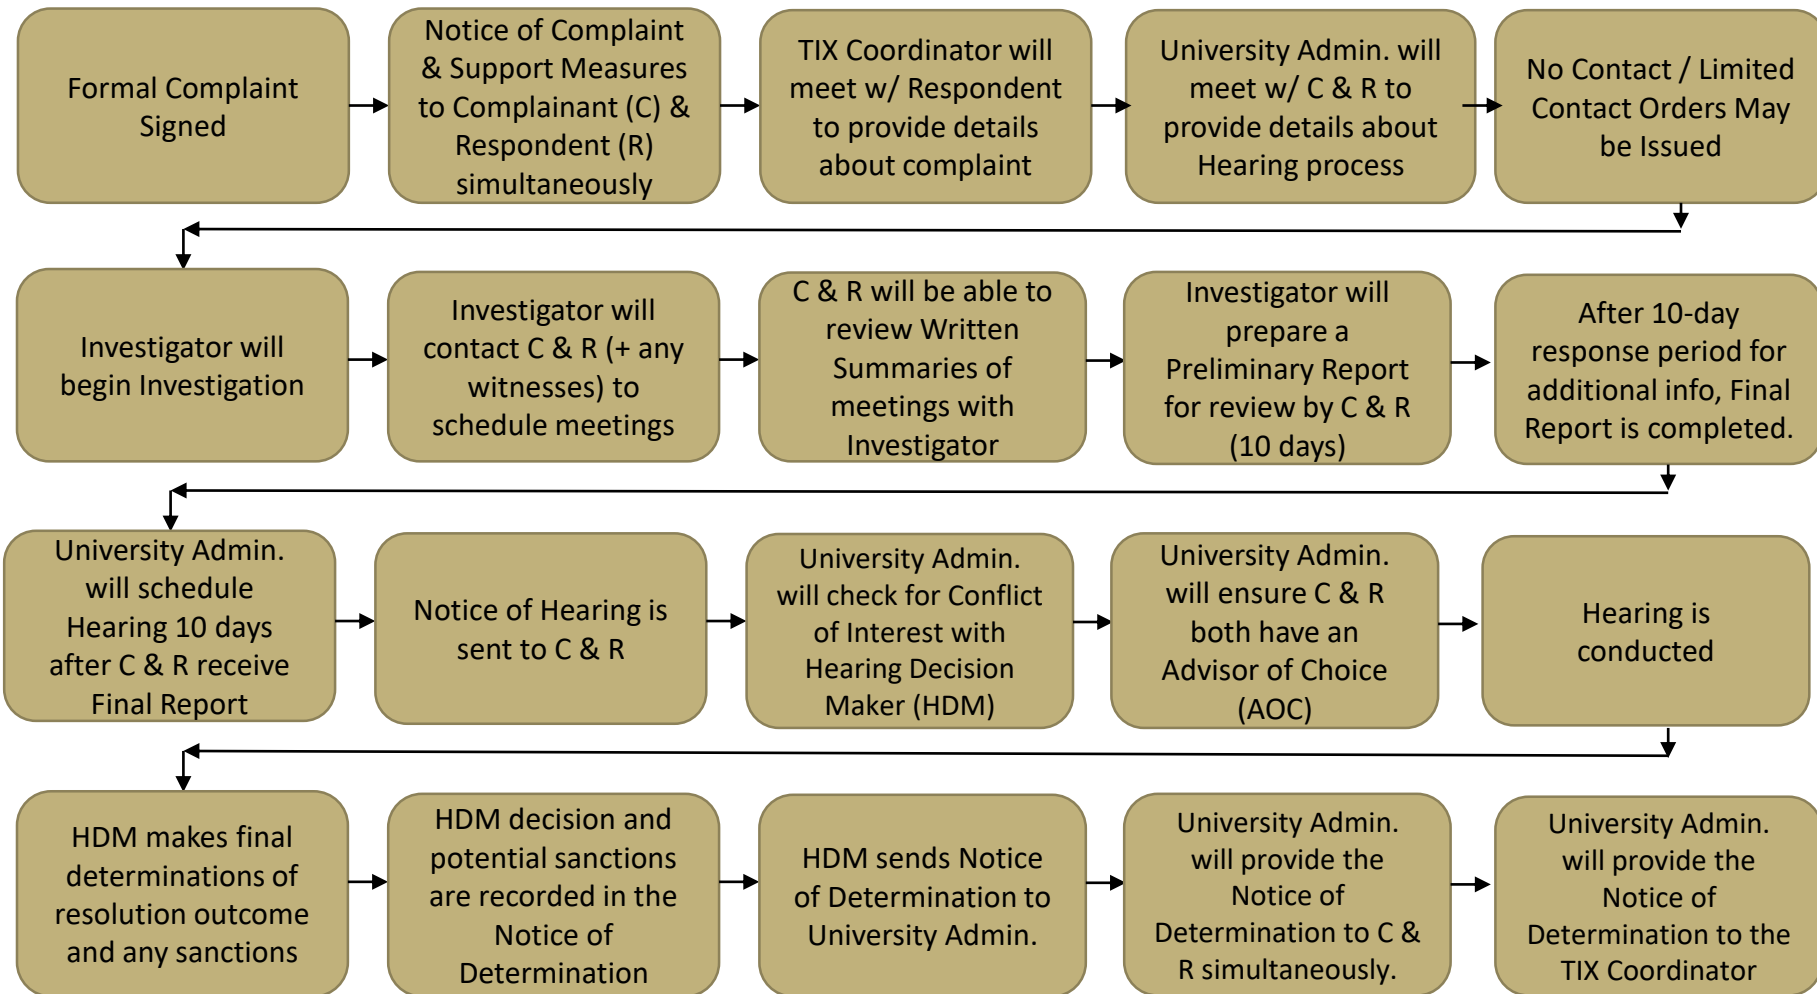 Formal Complaint
Signed
Notice of Complaint
& Support Measures
to Complainant (C) &
Respondent (R)
simultaneously
TIX Coordinator will
meet w/ Respondent
to provide details
about complaint
University Admin. will
meet w/ C & R to
provide details about
Hearing process
No Contact / Limited
Contact Orders May
be Issued
Investigator will
begin Investigation
Investigator will
contact C & R (+ any
witnesses) to
schedule meetings
C & R will be able to
review Written
Summaries of
meetings with
Investigator
Investigator will
prepare a
Preliminary Report
for review by C & R
(10 days)
After 10-day
response period for
additional info, Final
Report is completed.
University Admin.
will schedule
Hearing 10 days
after C & R receive
Final Report
Notice of Hearing is
sent to C & R
University Admin.
will check for Conflict
of Interest with
Hearing Decision
Maker (HDM)
University Admin.
will ensure C & R
both have an
Advisor of Choice
(AOC)
Hearing is
conducted
HDM makes final
determinations of
resolution outcome
and any sanctions
HDM decision and
potential sanctions
are recorded in the
Notice of
Determination
HDM sends Notice
of Determination to
University Admin.
University Admin.
will provide the
Notice of
Determination to C &
R simultaneously.
University Admin.
will provide the
Notice of
Determination to the
TIX Coordinator